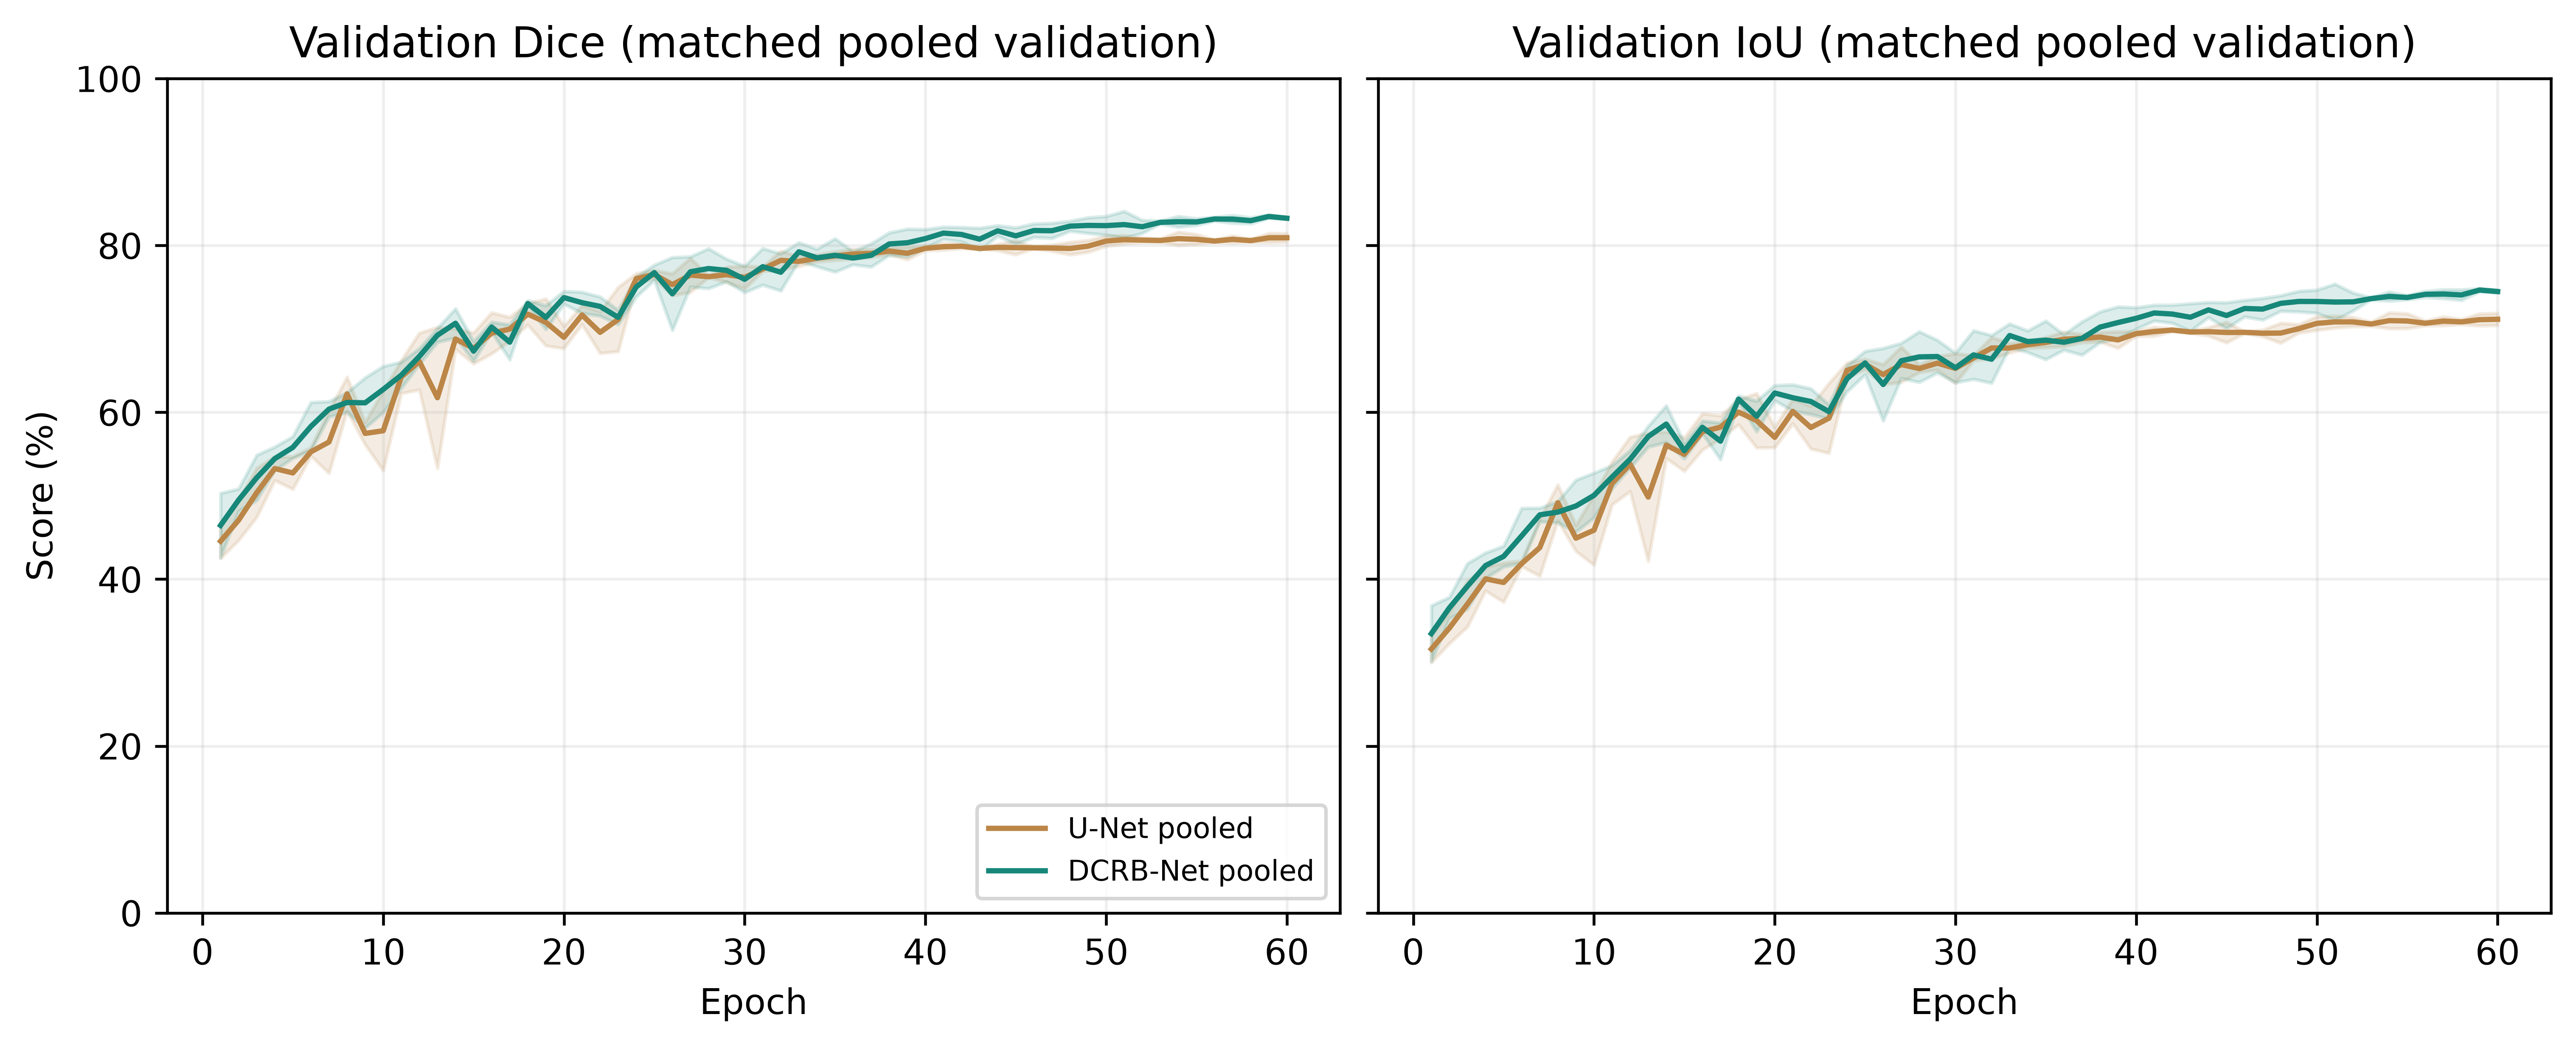 Validation Dice (matched pooled validation)
Score (%)
100
80
60
40
20
0
0 10 20 30 40 50 60
Epoch
U-Net pooled
DCRB-Net pooled
Validation IoU (matched pooled validation)
0 10 20 30 40 50 60
Epoch